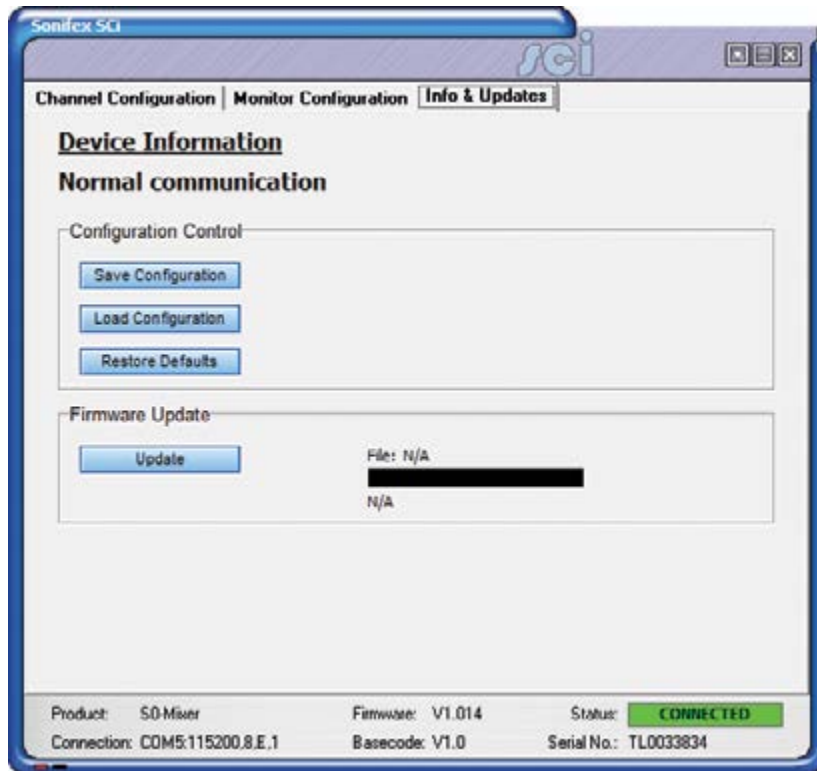 Sonifex SCi
sci
Channel Configuration Monitor Configuration Info & Updates
Device Information
Normal communication
Configuration Control
Save Configuration
Load Configuration
Restore Defaults
Firmware Update
Update File: N/A
N/A
Product: S0-Mixer Firmware: V1.014 Status: CONNECTED
Connection: COM5:115200,8,E,1 Basecode: V1.0 Serial No.: TL0033834